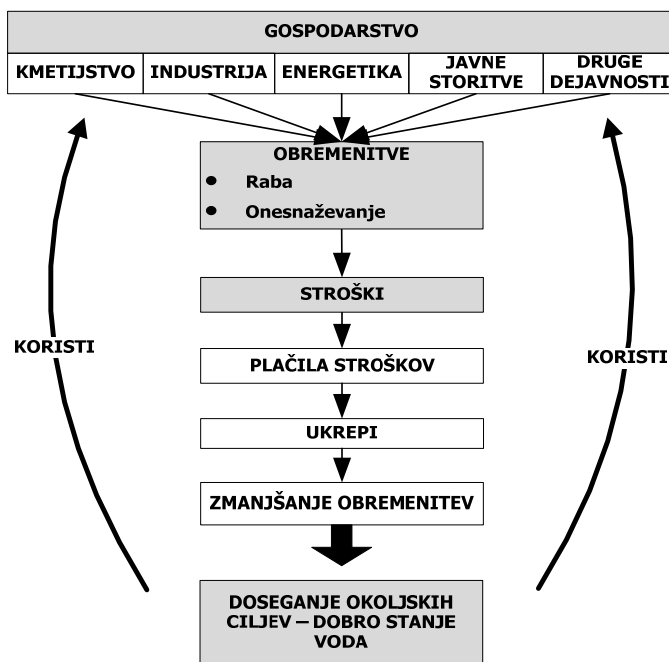 GOSPODARSTVO
KMETIJSTVO
INDUSTRIJA
ENERGETIKA
JAVNE
STORITVE
DRUGE
DEJAVNOSTI
OBREMENITVE
• Raba
• Onesnaževanje
STROŠKI
KORISTI
KORISTI
PLAČILA STROŠKOV
UKREPI
ZMANJŠANJE OBREMENITEV
DOSEGANJE OKOLJSKIH
CILJEV – DOBRO STANJE
VODA